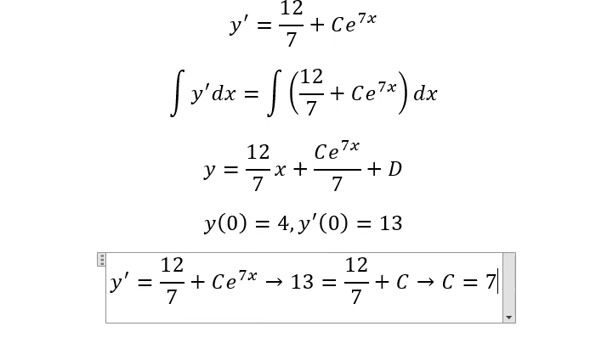 y′ = 12/7 + Ce^{7x}
∫ y′dx = ∫ (12/7 + Ce^{7x}) dx
y = 12/7 x + Ce^{7x}/7 + D
y(0) = 4, y′(0) = 13
y′ = 12/7 + Ce^{7x} → 13 = 12/7 + C → C = 7